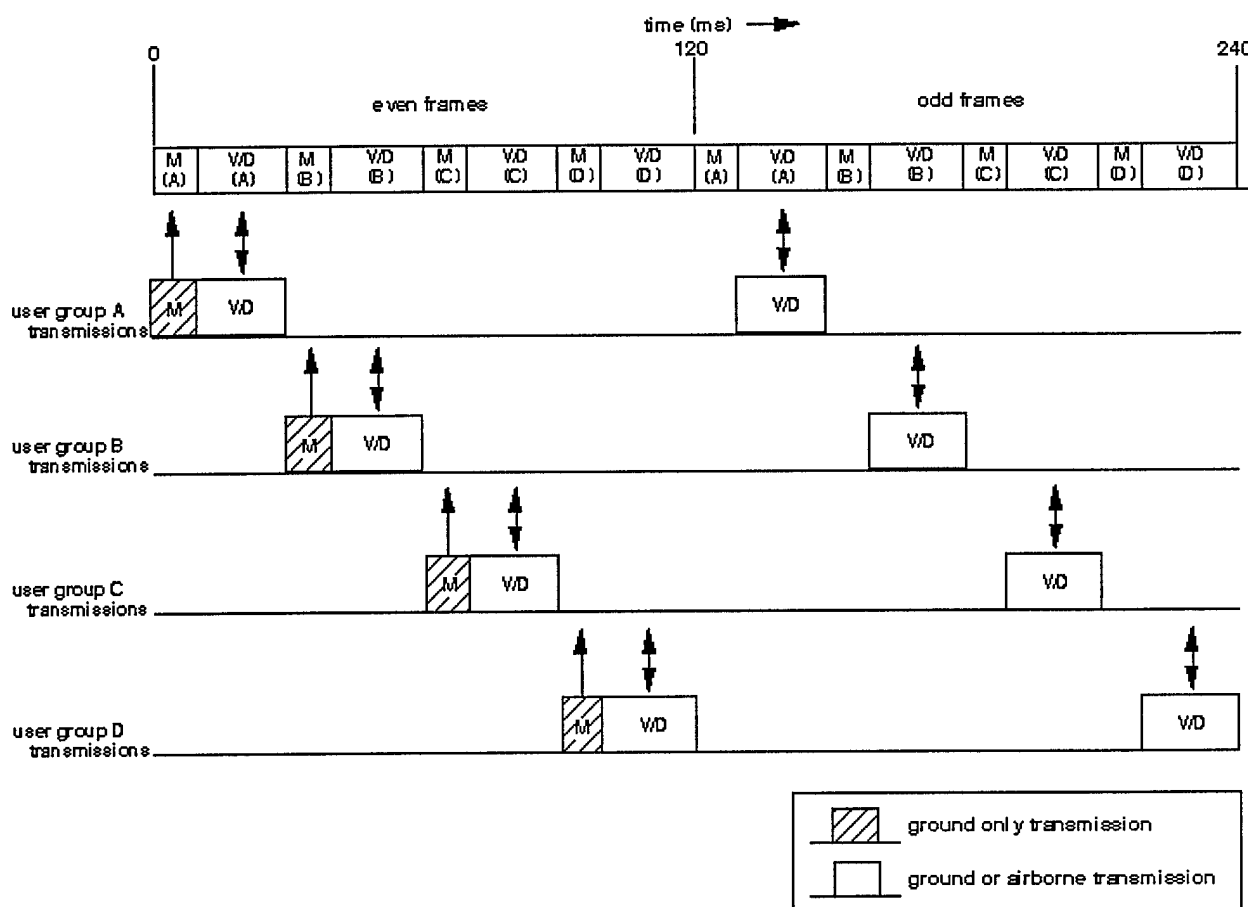 time (ms)
0 120 240
even frames odd frames
M V/D M V/D M V/D M V/D M V/D M V/D M V/D M V/D
(A) (A) (B) (B) (C) (C) (D) (D) (A) (A) (B) (B) (C) (C) (D) (D)
user group A
transmissions
M V/D V/D
user group B
transmissions
M V/D V/D
user group C
transmissions
M V/D V/D
user group D
transmissions
M V/D V/D
ground only transmission
ground or airborne transmission